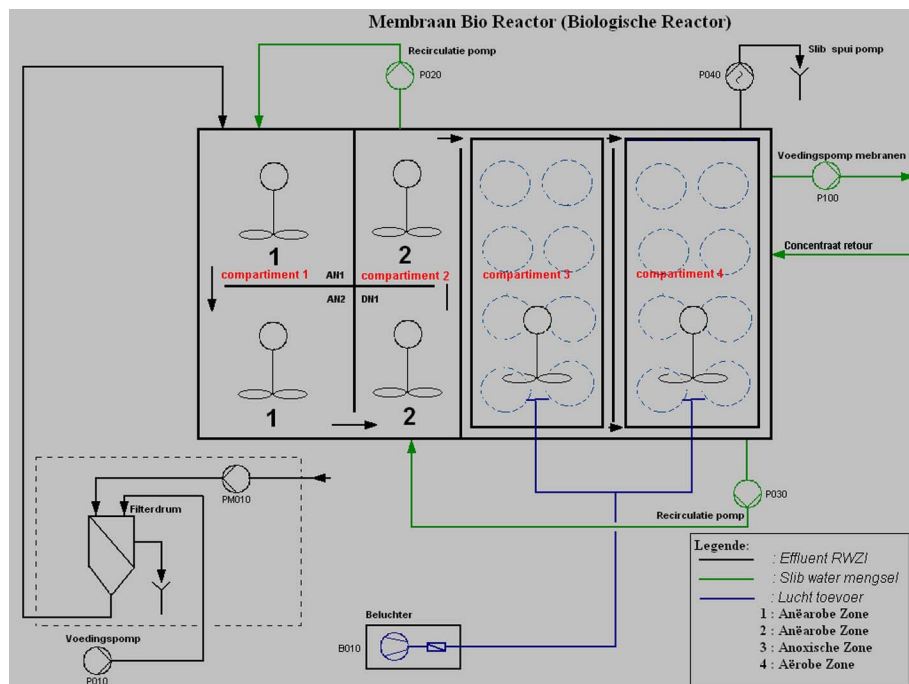 Membraan Bio Reactor (Biologische Reactor)
Recirculatie pomp
P020
Slib spui pomp
P040
Voedingspomp mebranen
P100
Concentraat retour
1
2
compartiment 1
AN1
compartiment 2
compartiment 3
compartiment 4
AN2
DN1
1
2
PM010
Filterdrum
P030
Recirculatie pomp
Voedingspomp
P010
Beluchter
B010
Legende:
: Effluent RWZI
: Slib water mengsel
: Lucht toevoer
1 : Anëarobe Zone
2 : Anëarobe Zone
3 : Anoxische Zone
4 : Aërobe Zone